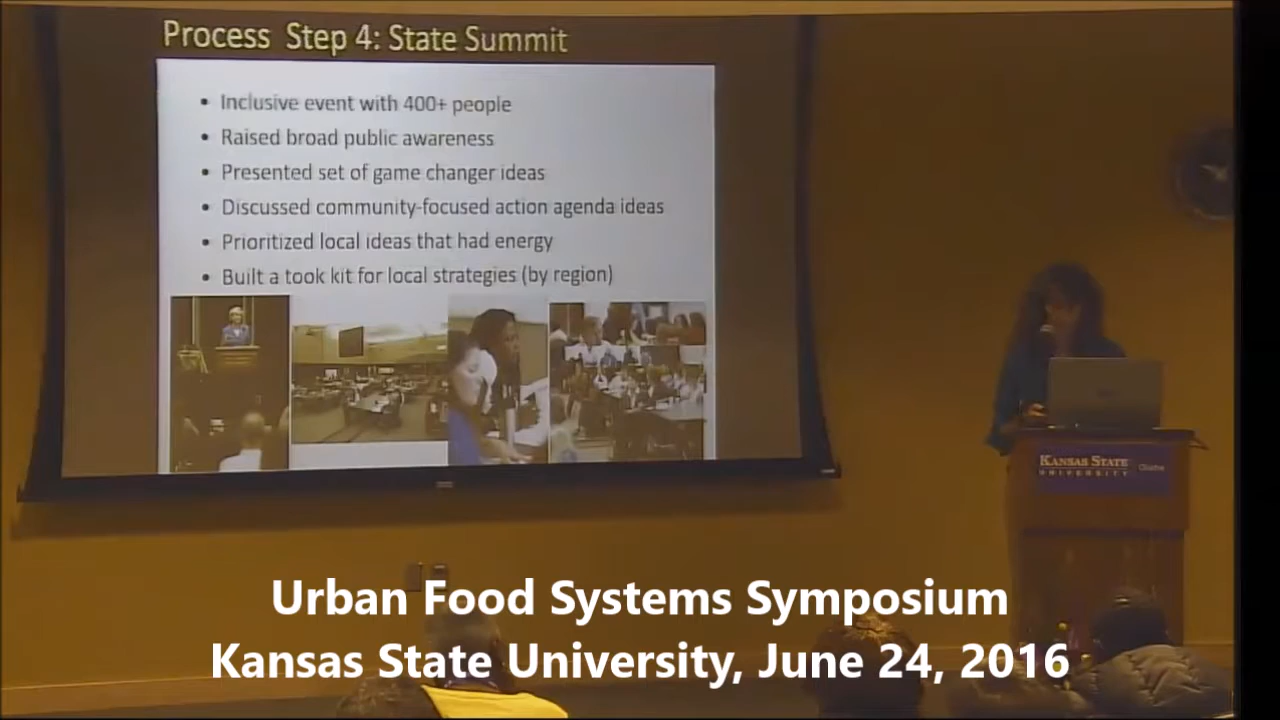 Process Step 4: State Summit
• Inclusive event with 400+ people
• Raised broad public awareness
• Presented set of game changer ideas
• Discussed community-focused action agenda ideas
• Prioritized local ideas that had energy
• Built a took kit for local strategies (by region)
KANSAS STATE
UNIVERSITY
Olathe
Urban Food Systems Symposium
Kansas State University, June 24, 2016